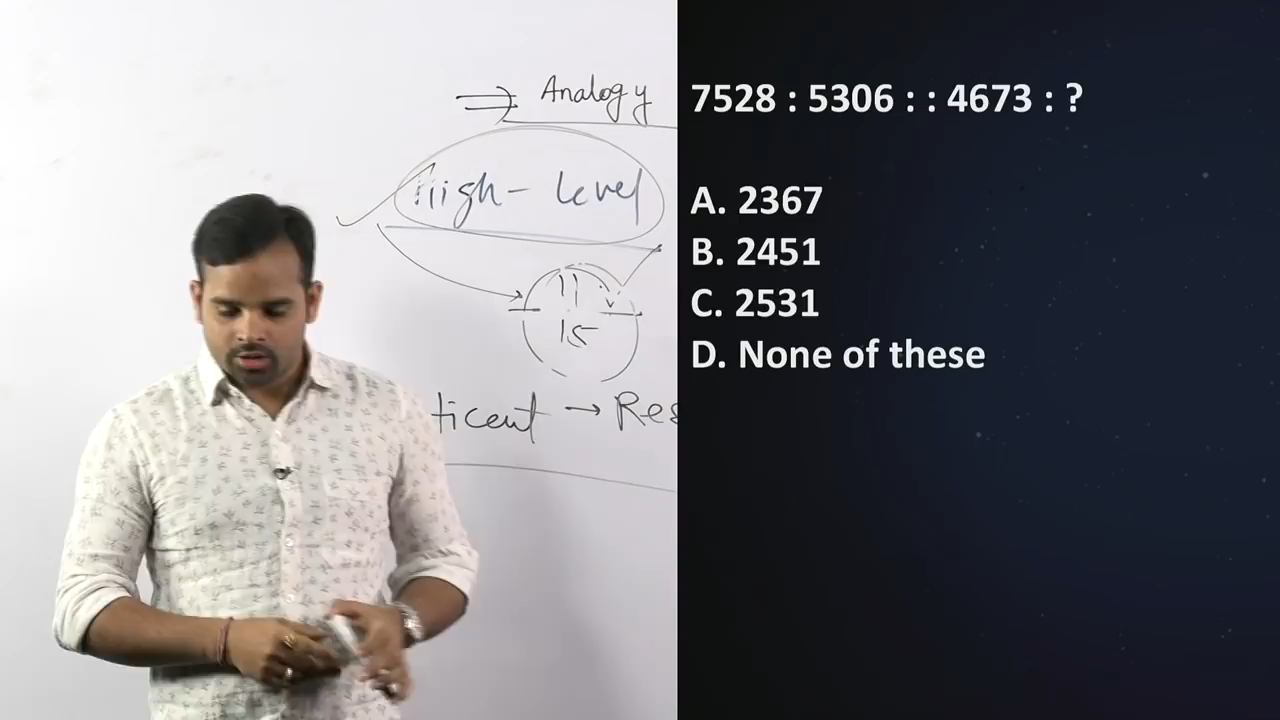 Analogy
High - Level
11
15
ticent → Res
7528 : 5306 : : 4673 : ?
A. 2367
B. 2451
C. 2531
D. None of these